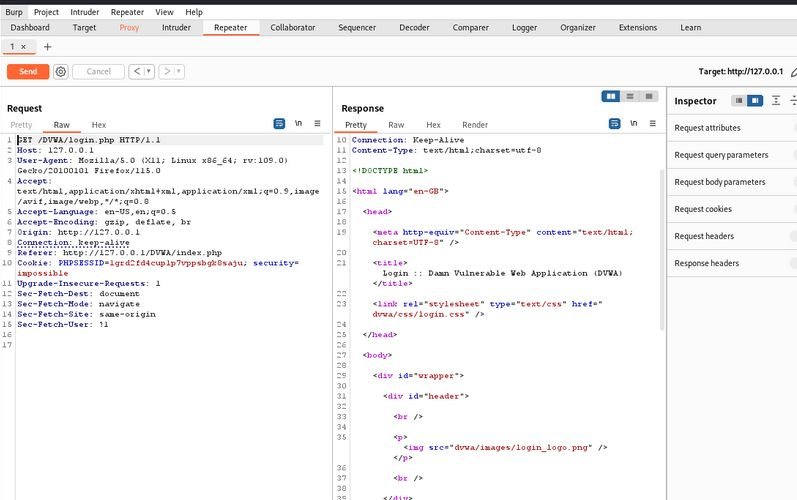 Burp Project Intruder Repeater View Help
Dashboard Target Proxy Intruder Repeater Collaborator Sequencer Decoder Comparer Logger Organizer Extensions Learn
1 × +
Send Cancel < > Target: http://127.0.0.1
Request
Pretty Raw Hex \n
1 GET /DVWA/login.php HTTP/1.1
2 Host: 127.0.0.1
3 User-Agent: Mozilla/5.0 (X11; Linux x86_64; rv:109.0)
Gecko/20100101 Firefox/115.0
4 Accept:
text/html,application/xhtml+xml,application/xml;q=0.9,image
/avif,image/webp,*/*;q=0.8
5 Accept-Language: en-US,en;q=0.5
6 Accept-Encoding: gzip, deflate, br
7 Origin: http://127.0.0.1
8 Connection: keep-alive
9 Referer: http://127.0.0.1/DVWA/index.php
10 Cookie: PHPSESSID=lgrd2fd4cuplp7vppsbgk8saju; security=
impossible
11 Upgrade-Insecure-Requests: 1
12 Sec-Fetch-Dest: document
13 Sec-Fetch-Mode: navigate
14 Sec-Fetch-Site: same-origin
15 Sec-Fetch-User: ?1
16
17
Response
Pretty Raw Hex Render \n
10 Connection: Keep-Alive
11 Content-Type: text/html;charset=utf-8
12
13 <!DOCTYPE html>
14
15 <html lang="en-GB">
16
17 <head>
18
19 <meta http-equiv="Content-Type" content="text/html;
charset=UTF-8" />
20
21 <title>
Login :: Damn Vulnerable Web Application (DVWA)
</title>
22
23 <link rel="stylesheet" type="text/css" href="
dvwa/css/login.css" />
24
25 </head>
26
27 <body>
28
29 <div id="wrapper">
30
31 <div id="header">
32
33 <br />
34
35 <p>
<img src="dvwa/images/login_logo.png" />
</p>
36
37 <br />
38
39 </div>
Inspector
Request attributes
Request query parameters
Request body parameters
Request cookies
Request headers
Response headers